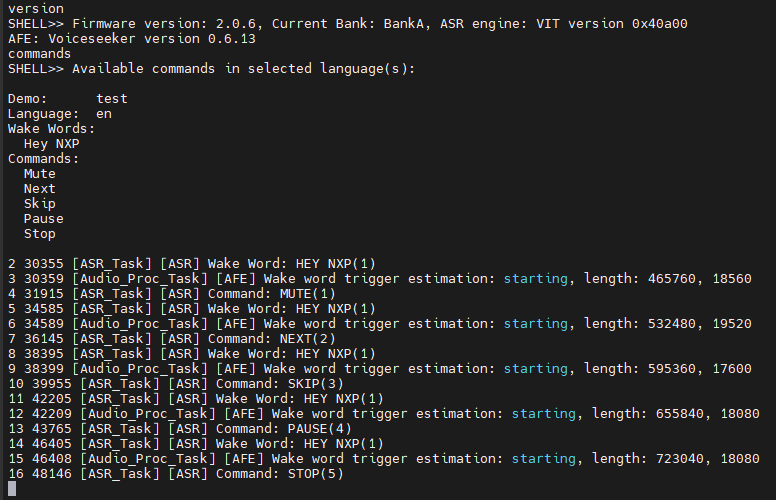 version
SHELL>> Firmware version: 2.0.6, Current Bank: BankA, ASR engine: VIT version 0x40a00
AFE: Voiceseeker version 0.6.13
commands
SHELL>> Available commands in selected language(s):
Demo:      test
Language:  en
Wake Words:
  Hey NXP
Commands:
  Mute
  Next
  Skip
  Pause
  Stop
2 30355 [ASR_Task] [ASR] Wake Word: HEY NXP(1)
3 30359 [Audio_Proc_Task] [AFE] Wake word trigger estimation: starting, length: 465760, 18560
4 31915 [ASR_Task] [ASR] Command: MUTE(1)
5 34585 [ASR_Task] [ASR] Wake Word: HEY NXP(1)
6 34589 [Audio_Proc_Task] [AFE] Wake word trigger estimation: starting, length: 532480, 19520
7 36145 [ASR_Task] [ASR] Command: NEXT(2)
8 38395 [ASR_Task] [ASR] Wake Word: HEY NXP(1)
9 38399 [Audio_Proc_Task] [AFE] Wake word trigger estimation: starting, length: 595360, 17600
10 39955 [ASR_Task] [ASR] Command: SKIP(3)
11 42205 [ASR_Task] [ASR] Wake Word: HEY NXP(1)
12 42209 [Audio_Proc_Task] [AFE] Wake word trigger estimation: starting, length: 655840, 18080
13 43765 [ASR_Task] [ASR] Command: PAUSE(4)
14 46405 [ASR_Task] [ASR] Wake Word: HEY NXP(1)
15 46408 [Audio_Proc_Task] [AFE] Wake word trigger estimation: starting, length: 723040, 18080
16 48146 [ASR_Task] [ASR] Command: STOP(5)